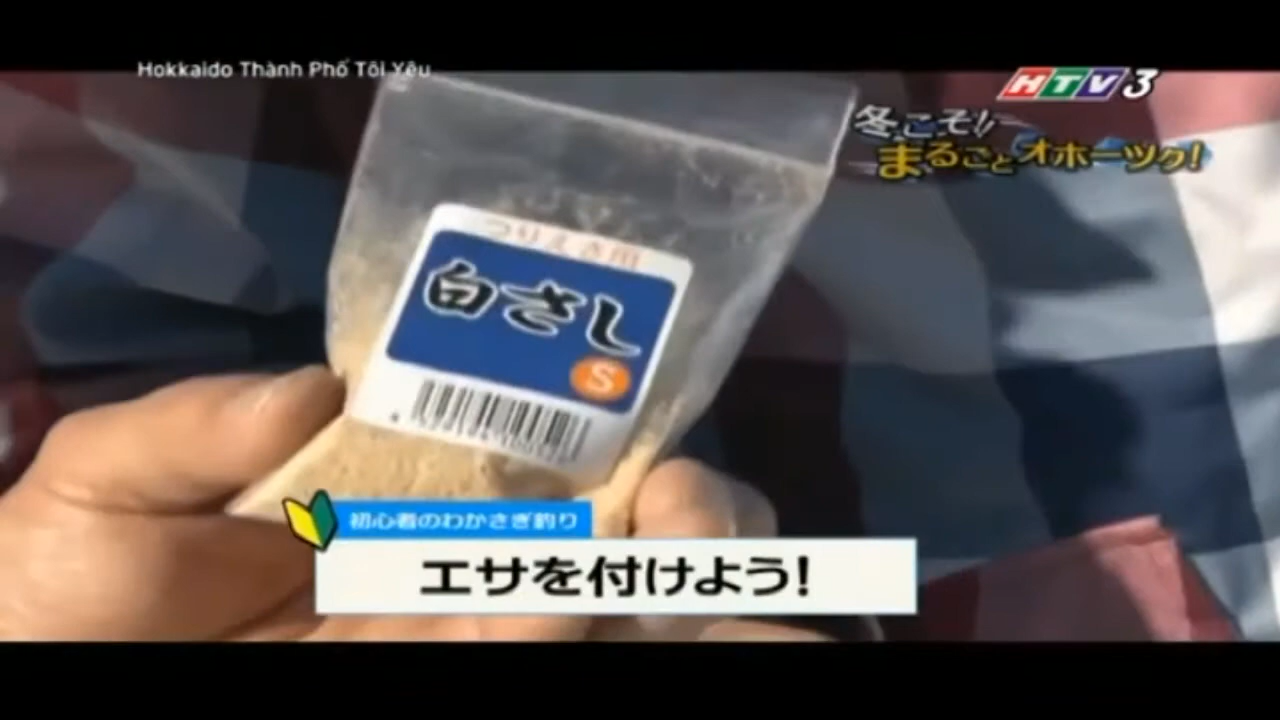 Hokkaido Thành Phố Tôi Yêu
HTV3
冬こそ!!
まるごとオホーツク!
つりえさ用
白さし
S
初心者のわかさぎ釣り
エサを付けよう!